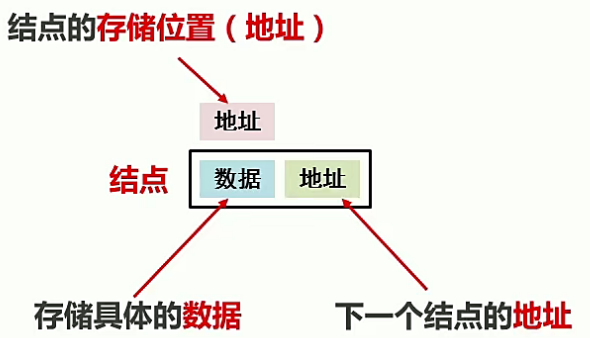 结点的存储位置（地址）
地址
结点 数据 地址
存储具体的数据 下一个结点的地址